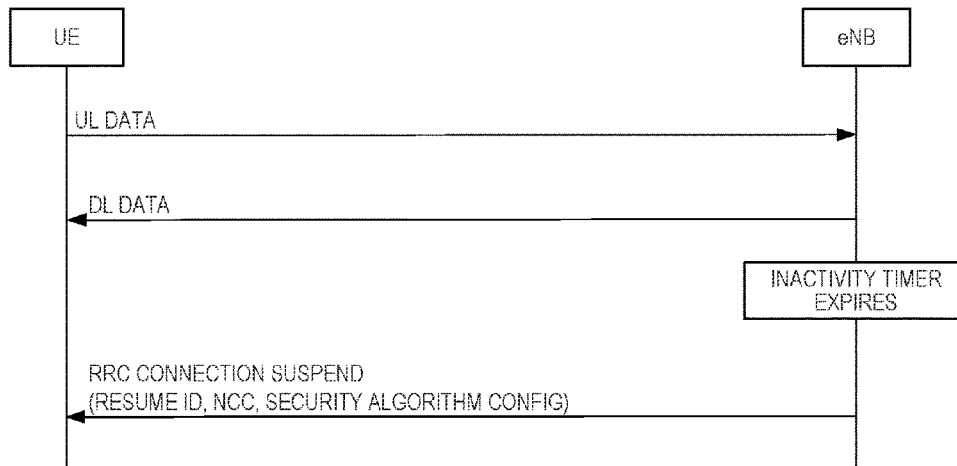 UE
eNB
UL DATA
DL DATA
INACTIVITY TIMER
EXPIRES
RRC CONNECTION SUSPEND
(RESUME ID, NCC, SECURITY ALGORITHM CONFIG)